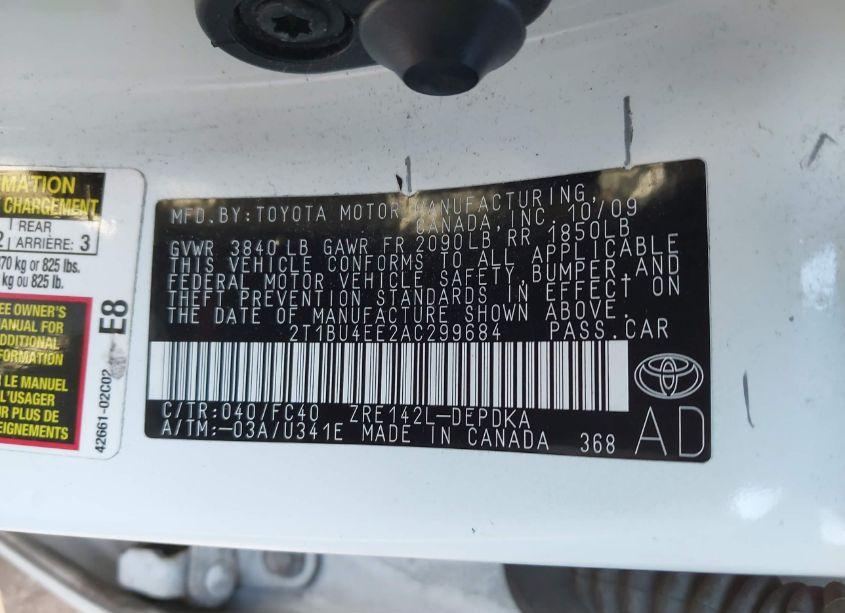 MATION
CHARGEMENT
2 REAR
ARRIÈRE: 3
370 kg or 825 lbs.
kg ou 825 lb.
EE OWNER'S
MANUAL FOR
ADDITIONAL
FORMATION
R LE MANUEL
L'USAGER
OUR PLUS DE
EIGNEMENTS
E8
42661-02C02
MFD.BY:TOYOTA MOTOR MANUFACTURING,
CANADA,INC. 10/09
GVWR 3840 LB GAWR FR 2090LB RR 1850LB
THIS VEHICLE CONFORMS TO ALL APPLICABLE
FEDERAL MOTOR VEHICLE SAFETY,BUMPER,AND
THEFT PREVENTION STANDARDS IN EFFECT ON
THE DATE OF MANUFACTURE SHOWN ABOVE.
2T1BU4EE2AC299684 PASS.CAR
C/TR:040/FC40 ZRE142L-DEPDKA
A/TM:-03A/U341E MADE IN CANADA 368
AD